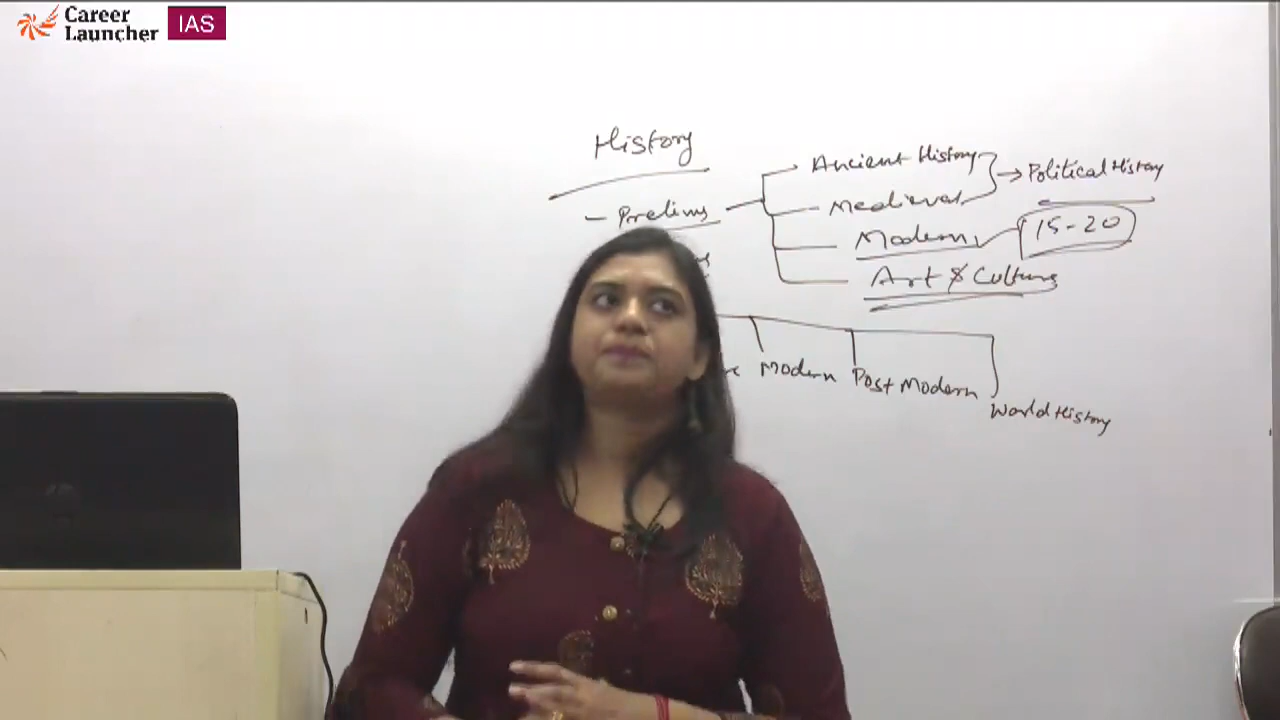 Career
Launcher
IAS
History
Ancient History
Political History
- Prelims
Medieval
Modern
15-20
Art & Culture
Modern
Post Modern
World History